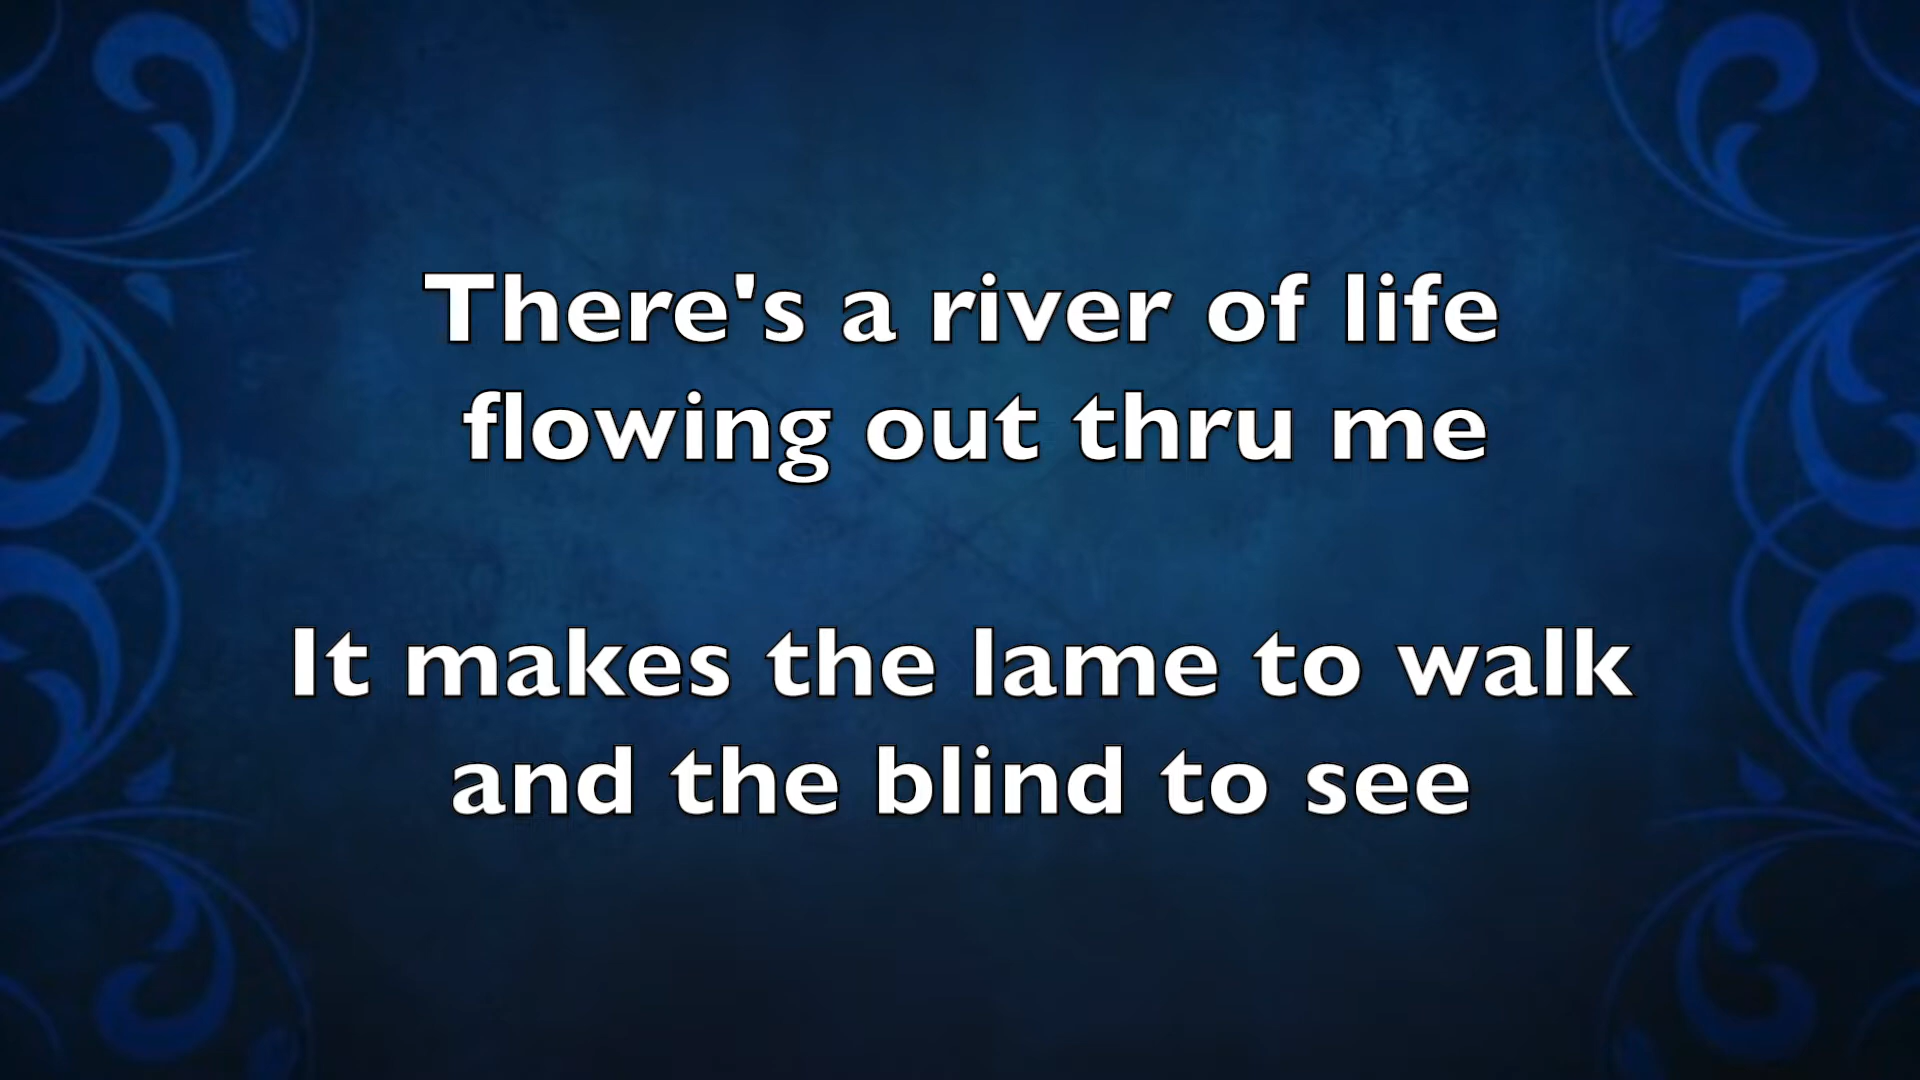 There's a river of life
flowing out thru me
It makes the lame to walk
and the blind to see